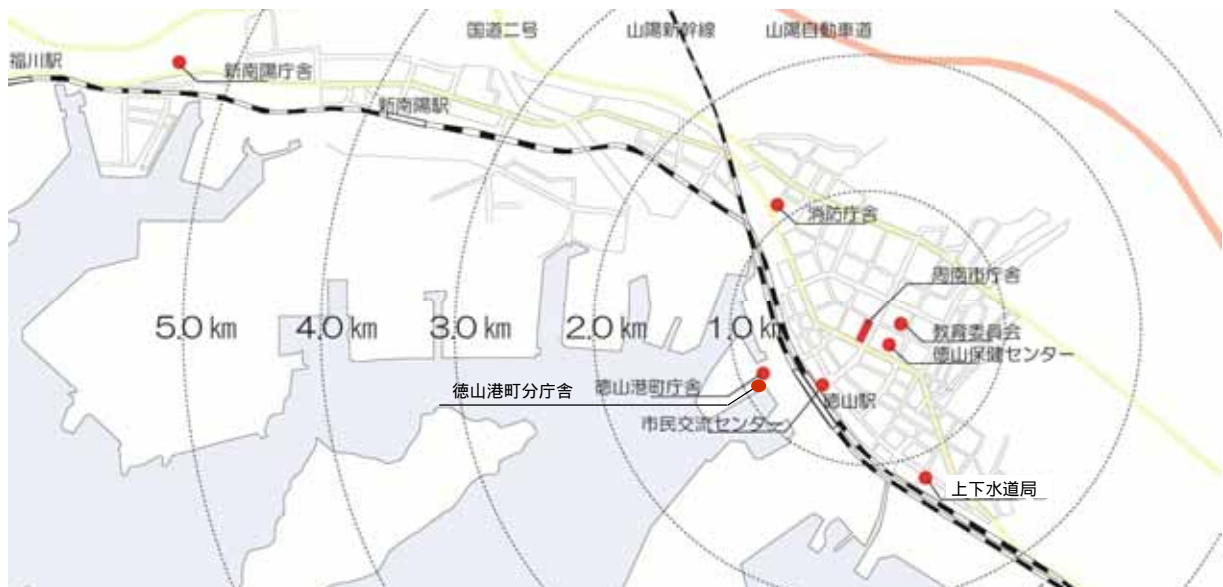 国道二号
山陽新幹線
山陽自動車道
福川駅
新南陽庁舎
新南陽駅
消防庁舎
周南市庁舎
5.0 km
4.0 km
3.0 km
2.0 km
1.0 km
教育委員会
徳山保健センター
徳山港町分庁舎
徳山港町庁舎
徳山駅
市民交流センター
上下水道局